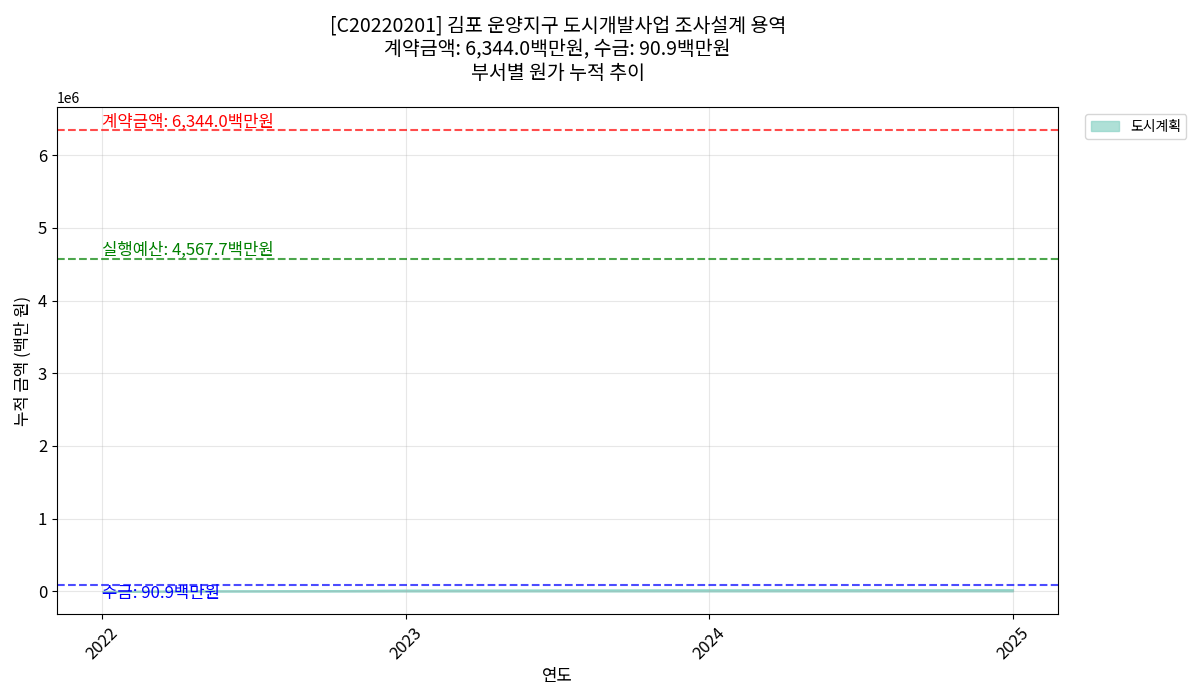 [C20220201] 김포 운양지구 도시개발사업 조사설계 용역
계약금액: 6,344.0백만원, 수금: 90.9백만원
부서별 원가 누적 추이
1e6
계약금액: 6,344.0백만원
도시계획
6
5
실행예산: 4,567.7백만원
4
누적 금액 (백만 원)
3
2
1
0
수금: 90.9백만원
2022
2023
2024
2025
연도